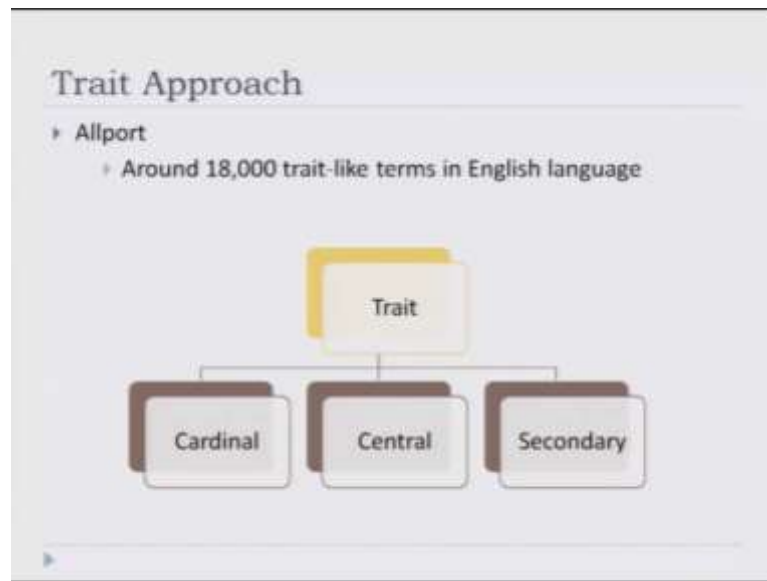 Trait Approach
Allport
Around 18,000 trait-like terms in English language
Trait
Cardinal
Central
Secondary